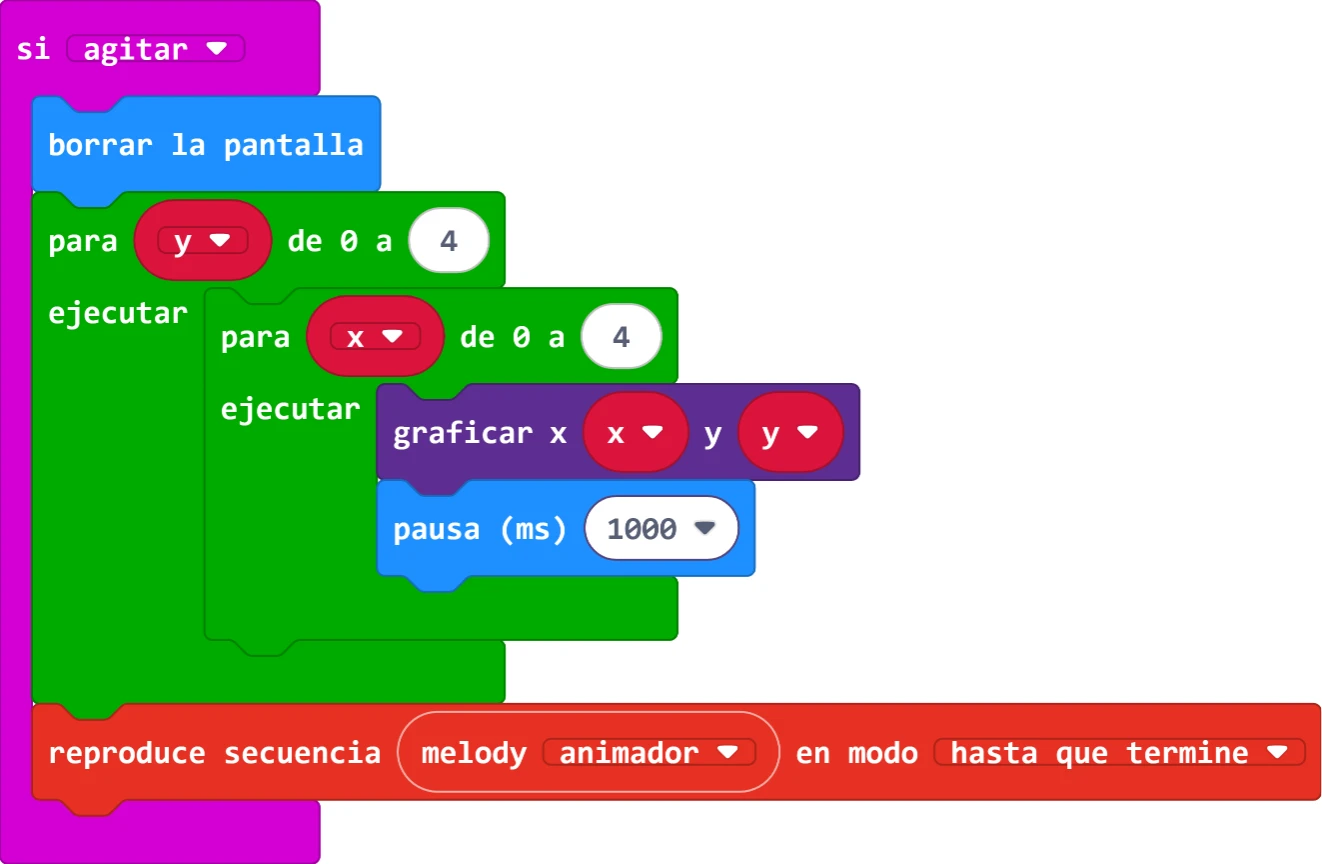 si agitar
borrar la pantalla
para y de 0 a 4
ejecutar
para x de 0 a 4
ejecutar
graficar x x y y
pausa (ms) 1000
reproduce secuencia melody animador en modo hasta que termine